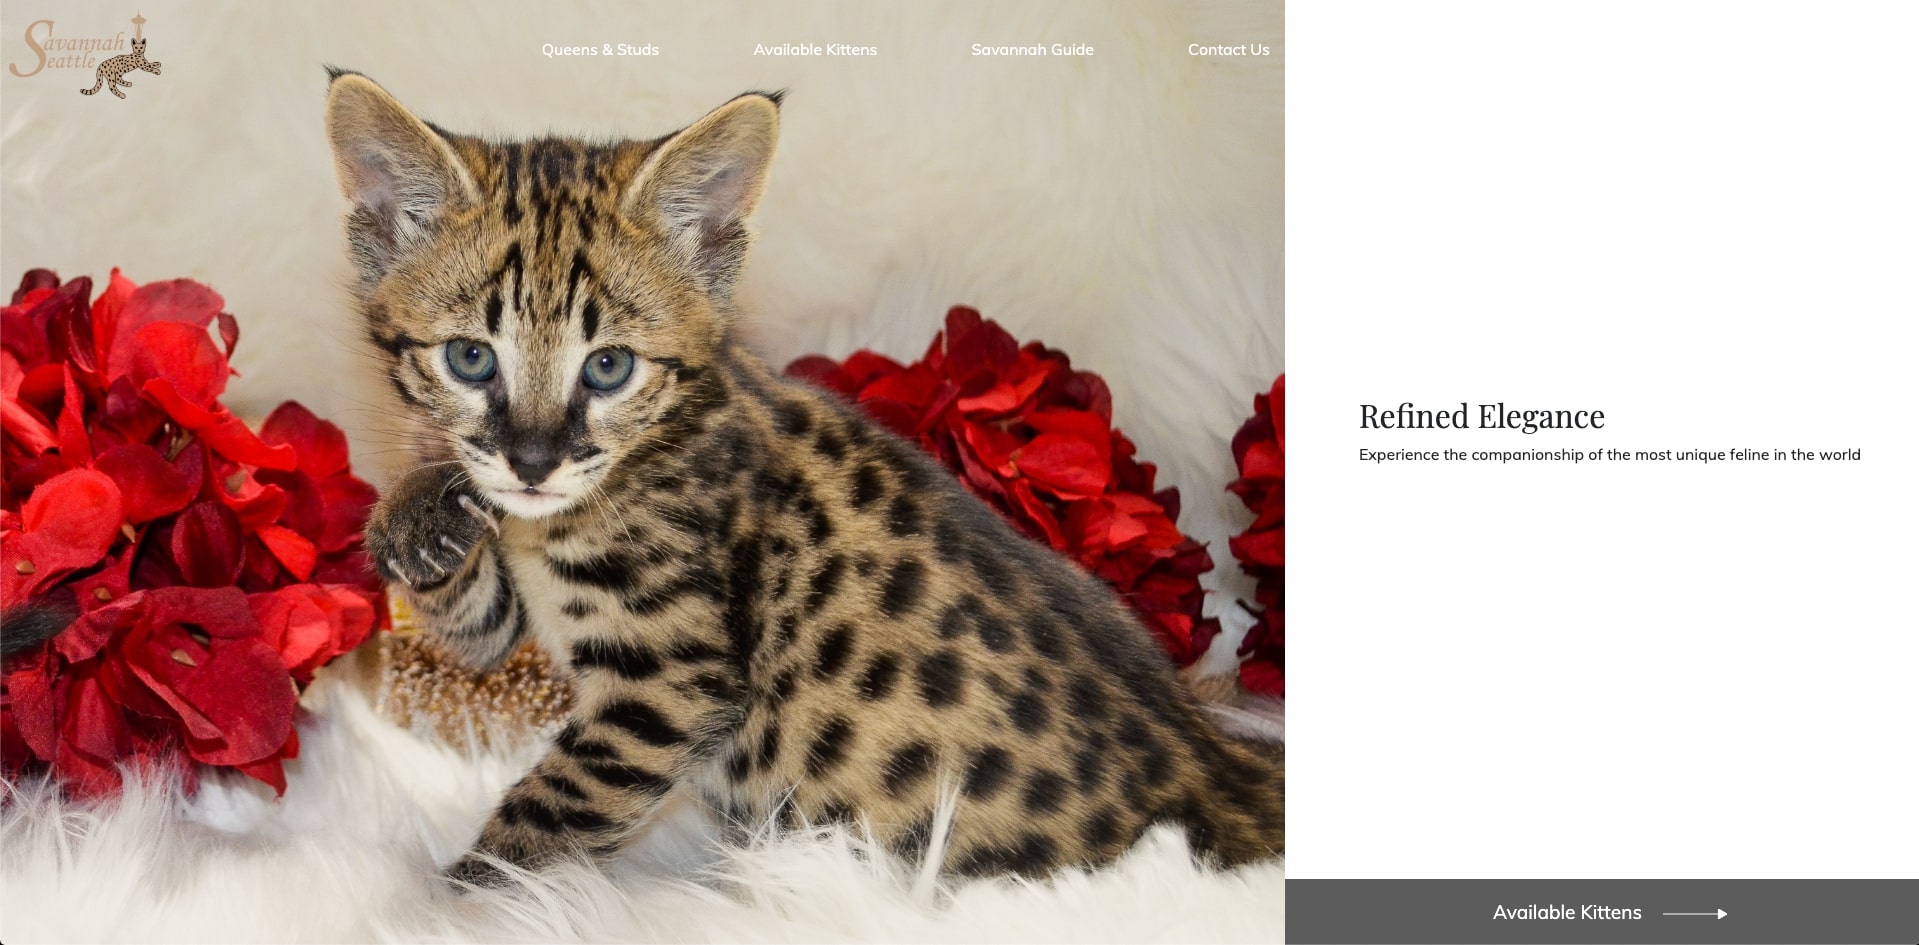 Savannah
Seattle
Queens & Studs
Available Kittens
Savannah Guide
Contact Us
Refined Elegance
Experience the companionship of the most unique feline in the world
Available Kittens